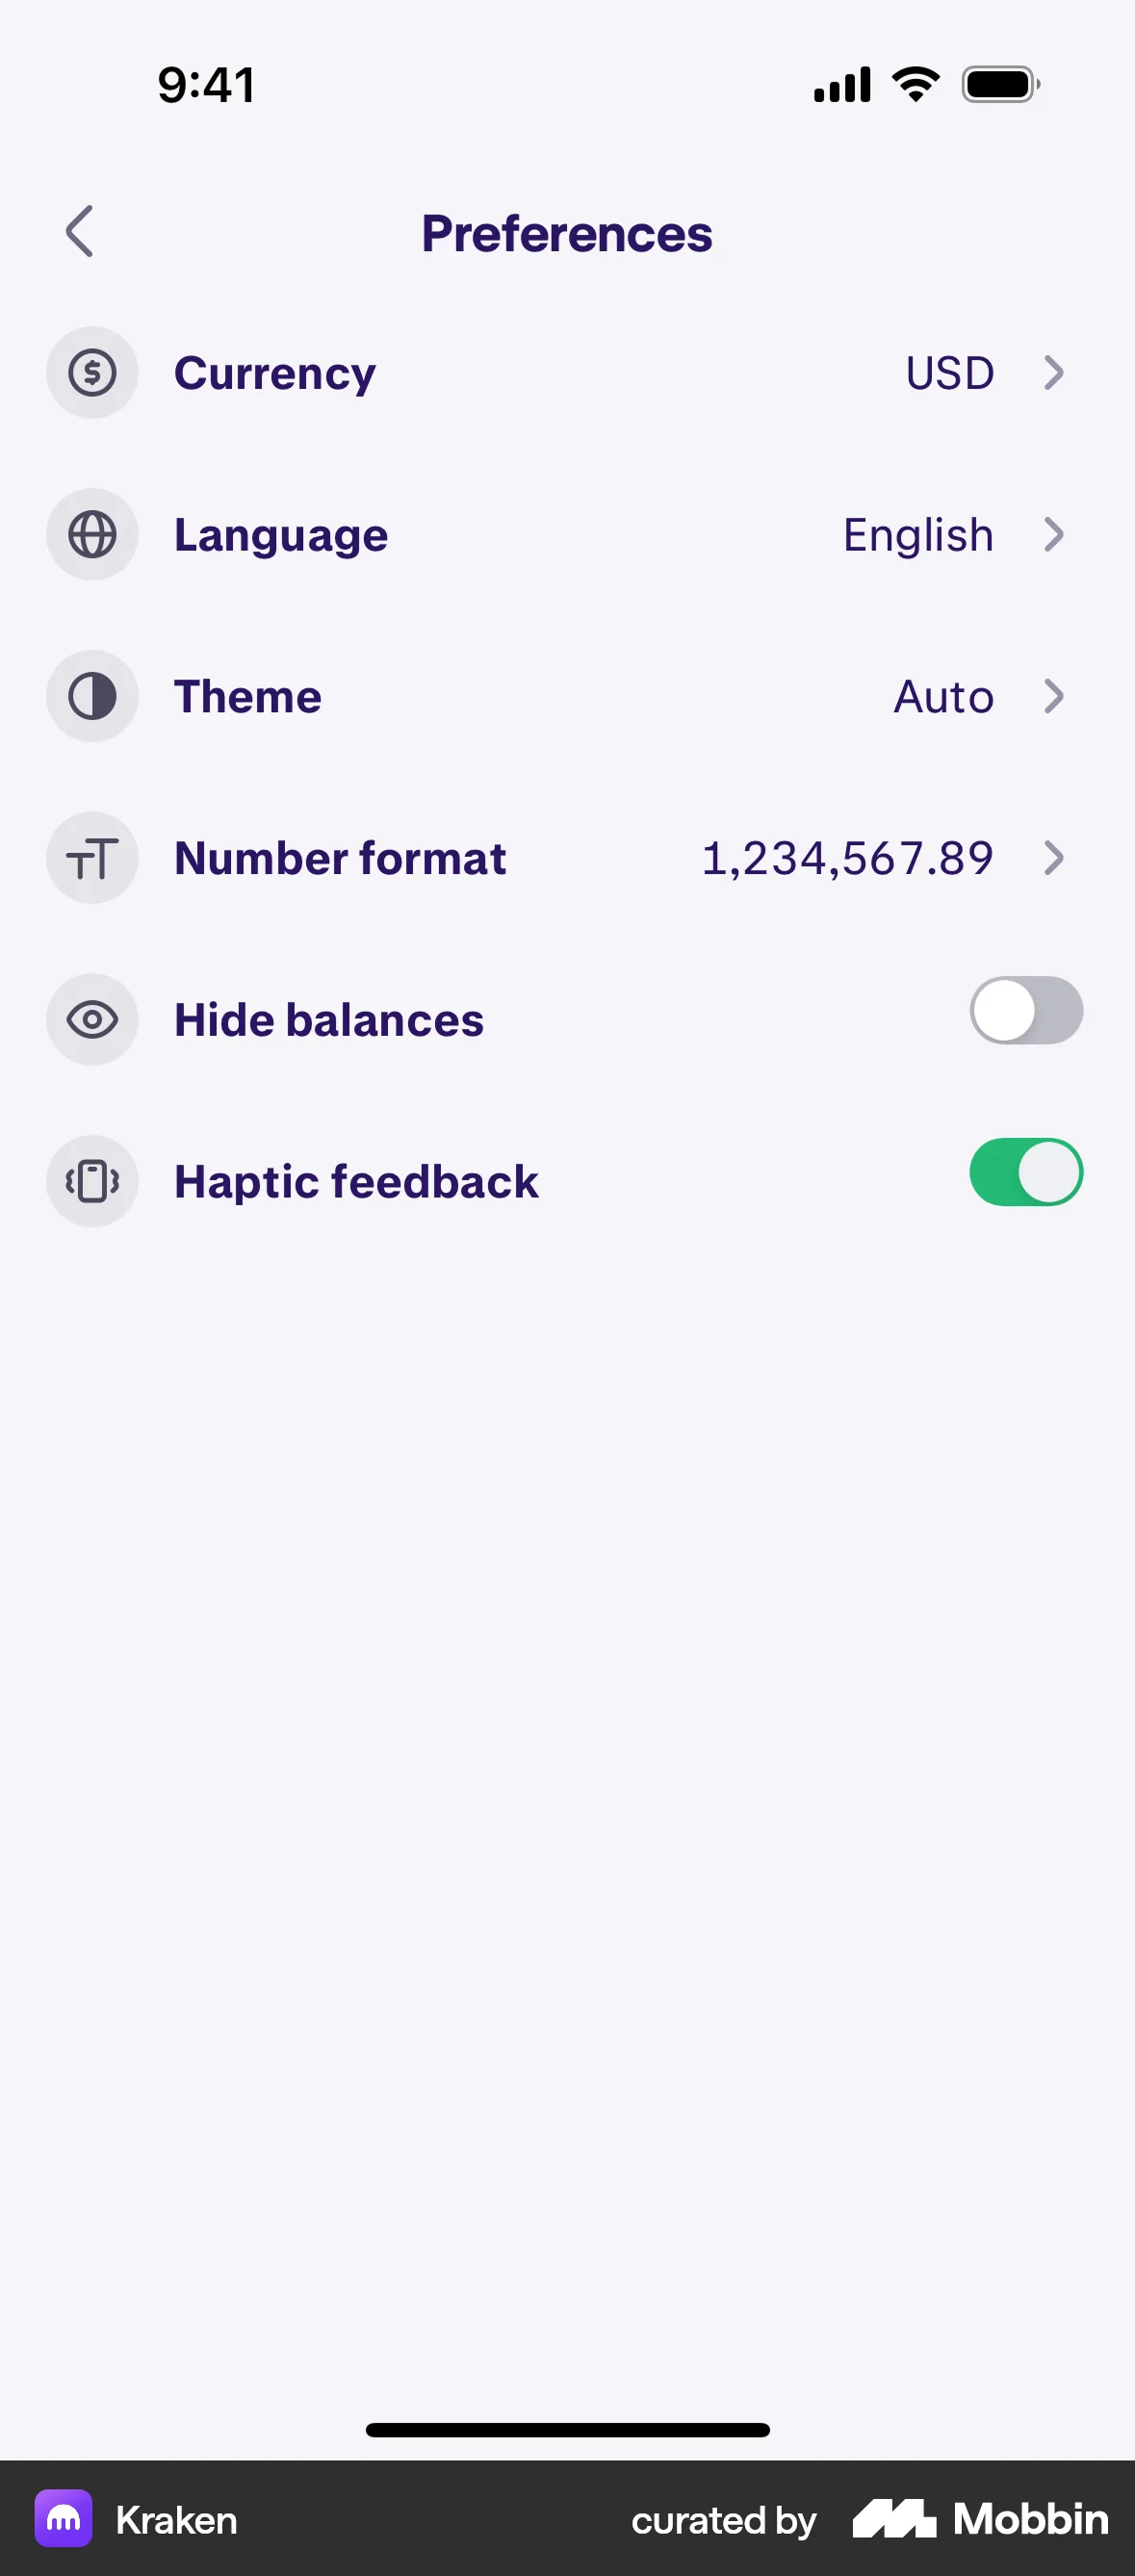 9:41
Preferences
Currency USD
Language English
Theme Auto
Number format 1,234,567.89
Hide balances
Haptic feedback
Kraken curated by Mobbin